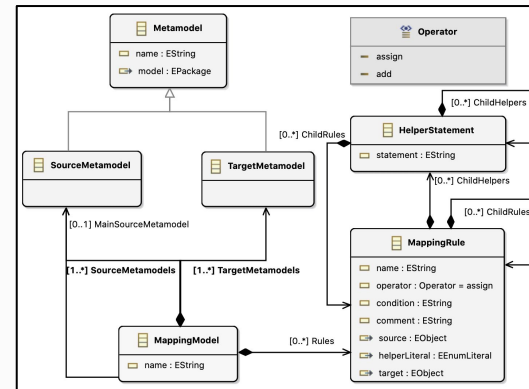 Metamodel
name : EString
model : EPackage
Operator
assign
add
[0..*] ChildHelpers
[0..*] ChildRules
HelperStatement
statement : EString
SourceMetamodel
TargetMetamodel
[0..*] ChildHelpers
[0..*] ChildRules
[0..1] MainSourceMetamodel
MappingRule
name : EString
operator : Operator = assign
condition : EString
comment : EString
source : EObject
helperLiteral : EEnumLiteral
target : EObject
[1..*] SourceMetamodels
[1..*] TargetMetamodels
MappingModel
name : EString
[0..*] Rules